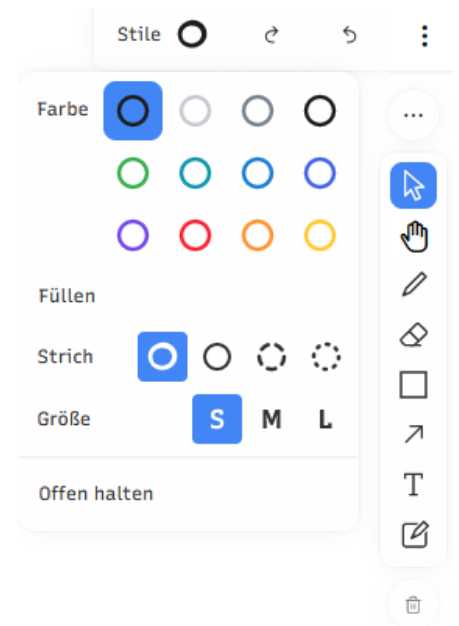 Stile
Farbe
Füllen
Strich
Größe S M L
Offen halten
T